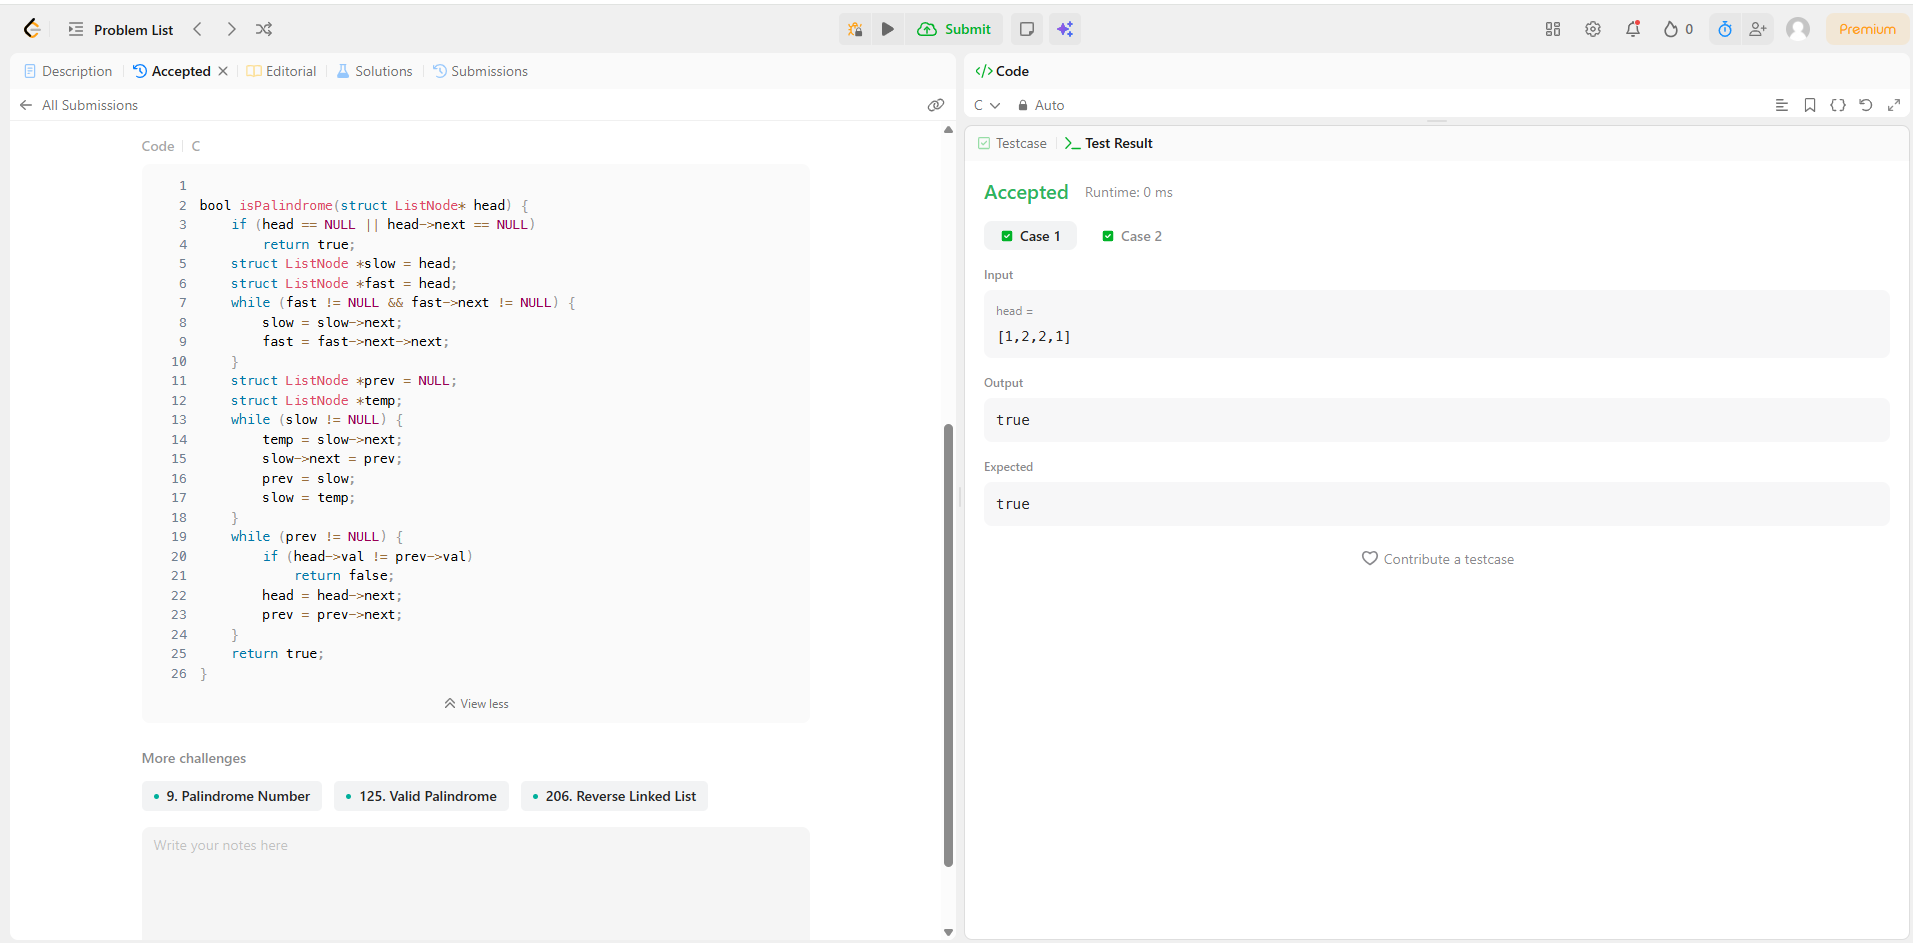 Problem List
Submit
0
Premium
Description
Accepted
Editorial
Solutions
Submissions
All Submissions
Code | C
1
2 bool isPalindrome(struct ListNode* head) {
3     if (head == NULL || head->next == NULL)
4         return true;
5     struct ListNode *slow = head;
6     struct ListNode *fast = head;
7     while (fast != NULL && fast->next != NULL) {
8         slow = slow->next;
9         fast = fast->next->next;
10     }
11     struct ListNode *prev = NULL;
12     struct ListNode *temp;
13     while (slow != NULL) {
14         temp = slow->next;
15         slow->next = prev;
16         prev = slow;
17         slow = temp;
18     }
19     while (prev != NULL) {
20         if (head->val != prev->val)
21             return false;
22         head = head->next;
23         prev = prev->next;
24     }
25     return true;
26 }
View less
More challenges
9. Palindrome Number
125. Valid Palindrome
206. Reverse Linked List
Write your notes here
</> Code
C
Auto
Testcase
Test Result
Accepted
Runtime: 0 ms
Case 1
Case 2
Input
head =
[1,2,2,1]
Output
true
Expected
true
Contribute a testcase